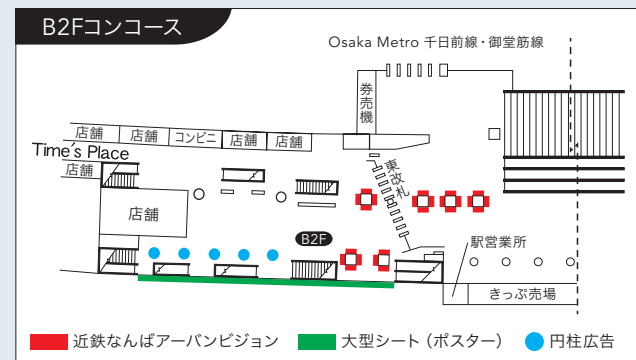 B2Fコンコース
Osaka Metro 千日前線・御堂筋線
券売機
店舗
店舗
コンビニ
店舗
店舗
Time's Place
店舗
店舗
東改札
B2F
駅営業所
きっぷ売場
近鉄なんばアーバンビジョン
大型シート（ポスター）
円柱広告